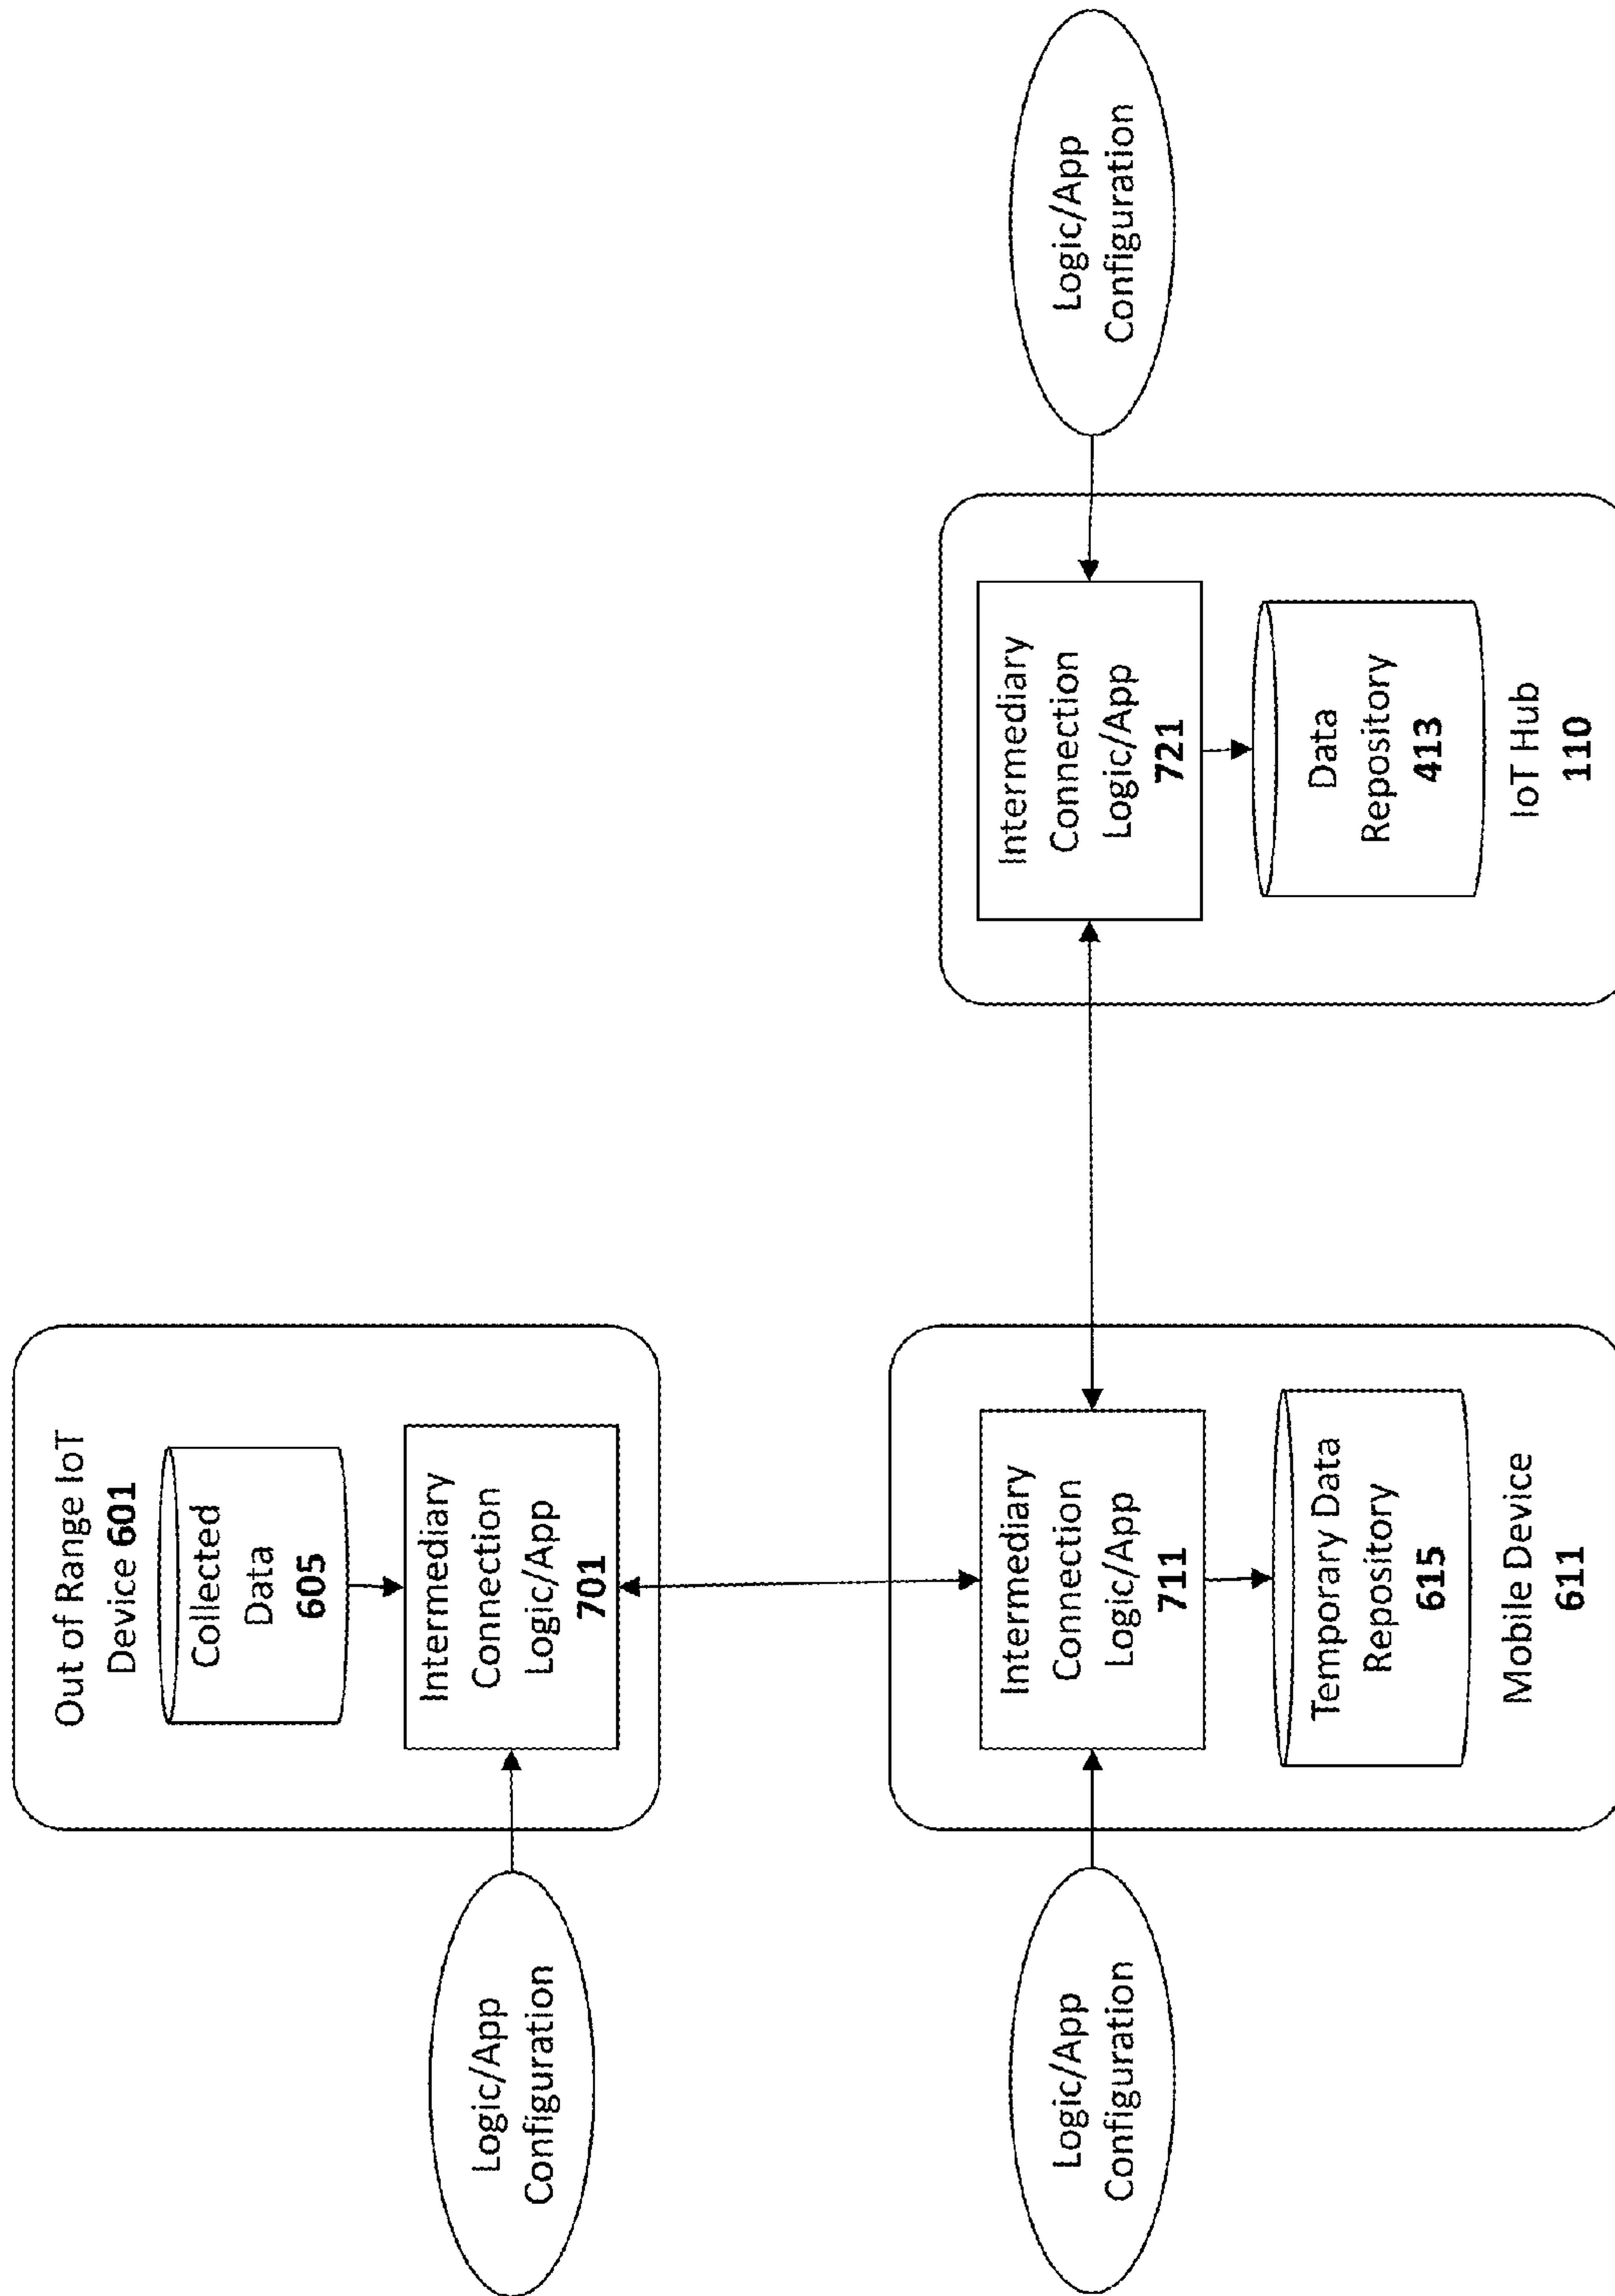 Out of Range IoT
Device 601
Collected
Data
605
Intermediary
Connection
Logic/App
701
Logic/App
Configuration
Logic/App
Configuration
Intermediary
Connection
Logic/App
711
Temporary Data
Repository
615
Mobile Device
611
Intermediary
Connection
Logic/App
721
Data
Repository
413
IoT Hub
110
Logic/App
Configuration